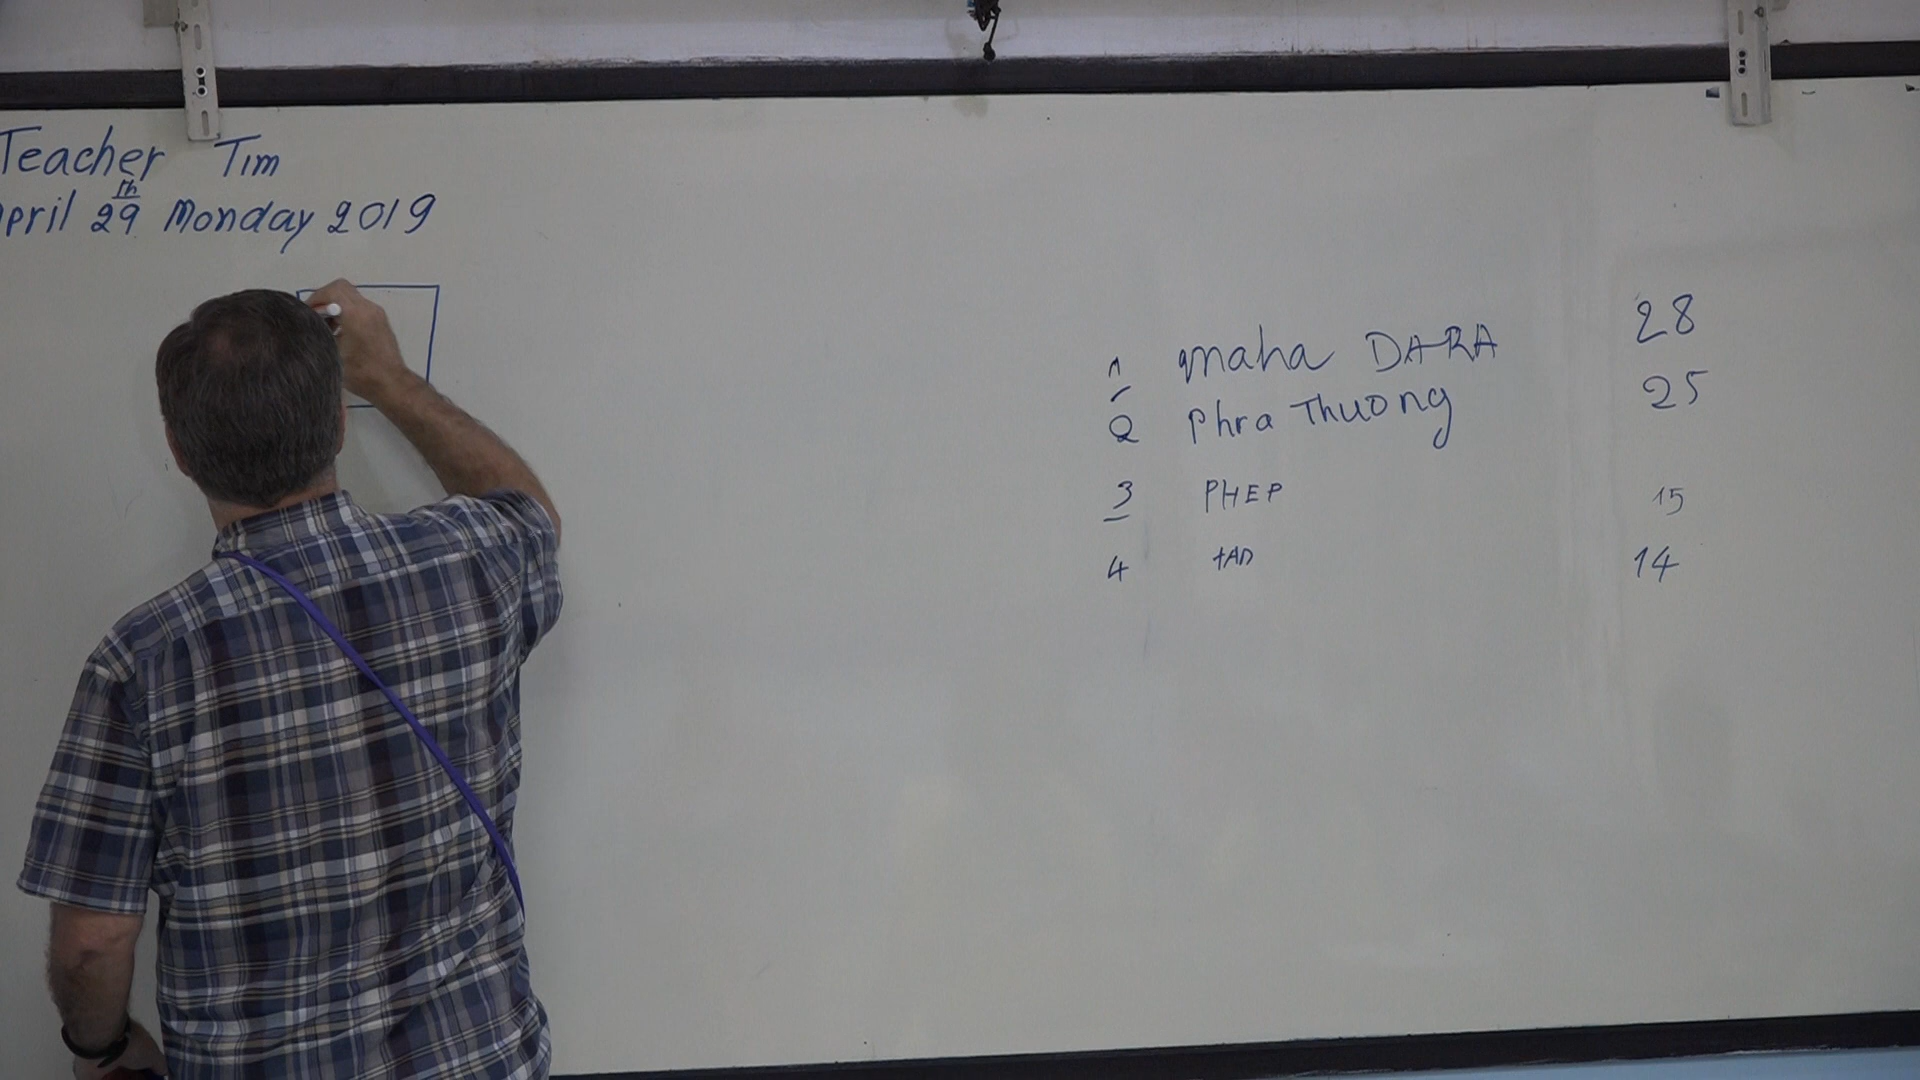 Teacher Tim
pril 29th Monday 2019
1 maha DARA 28
2 Phra Thuong 25
3 PHEP 15
4 tAD 14